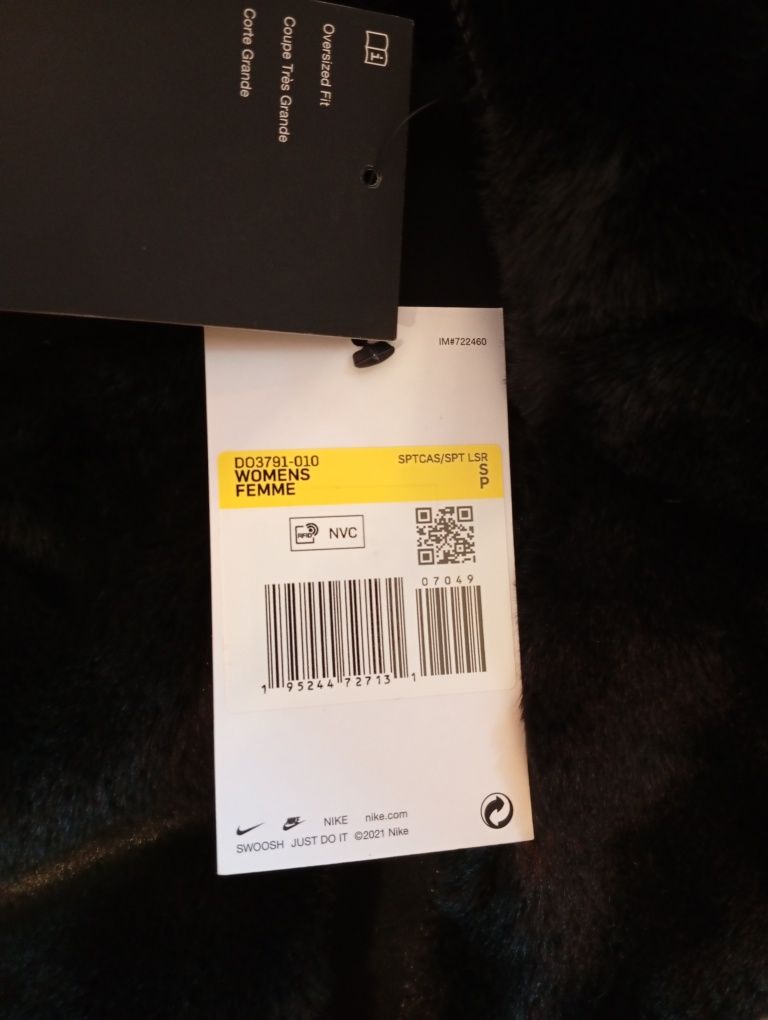 Oversized Fit
Coupe Très Grande
Corte Grande
IM#722460
DO3791-010 SPTCAS/SPT LSR
WOMENS S
FEMME P
RFID NVC
07049
1 95244 72713 1
NIKE nike.com
SWOOSH JUST DO IT ©2021 Nike